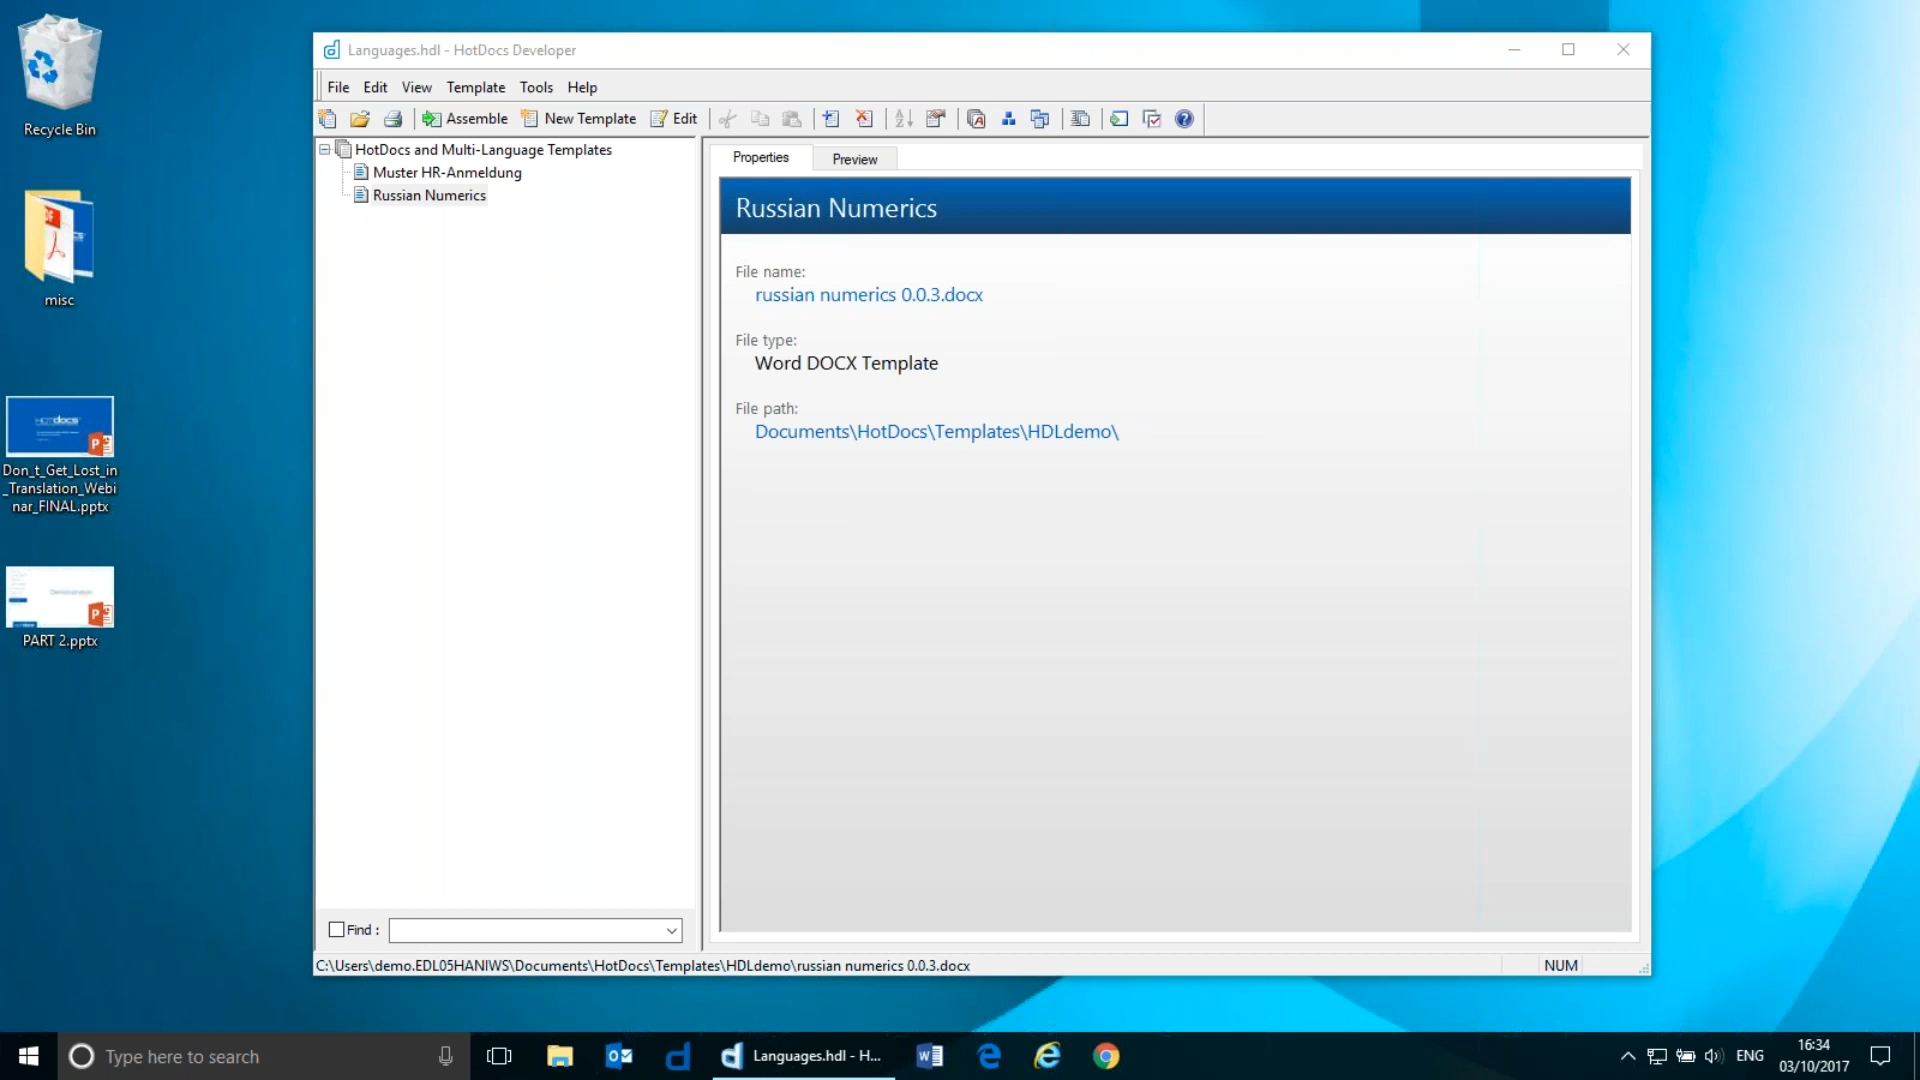 Recycle Bin
misc
Don_t_Get_Lost_in
_Translation_Webi
nar_FINAL.pptx
PART 2.pptx
Languages.hdl - HotDocs Developer
File Edit View Template Tools Help
Assemble New Template Edit
HotDocs and Multi-Language Templates
Muster HR-Anmeldung
Russian Numerics
Find :
Properties Preview
Russian Numerics
File name:
russian numerics 0.0.3.docx
File type:
Word DOCX Template
File path:
Documents\HotDocs\Templates\HDLdemo\
C:\Users\demo.EDL05HANIWS\Documents\HotDocs\Templates\HDLdemo\russian numerics 0.0.3.docx NUM
Type here to search
Languages.hdl - H...
ENG
16:34
03/10/2017